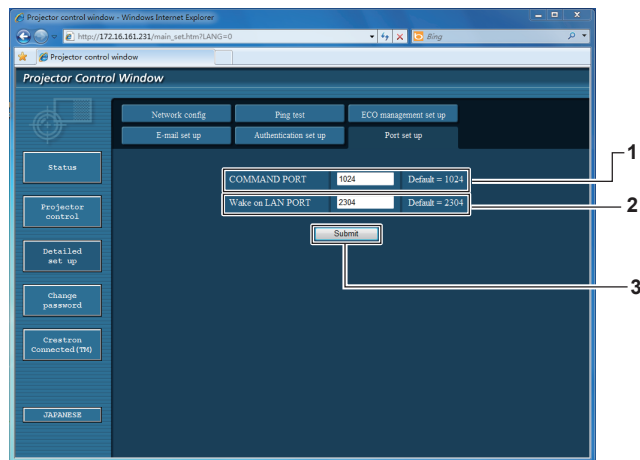 Projector control window - Windows Internet Explorer
http://172.16.161.231/main_set.htm?LANG=0
Bing
Projector control window
Projector Control Window
Network config
Ping test
ECO management set up
E-mail set up
Authentication set up
Port set up
Status
Projector
control
Detailed
set up
Change
password
Crestron
Connected(TM)
JAPANESE
COMMAND PORT 1024 Default = 1024
Wake on LAN PORT 2304 Default = 2304
Submit
1
2
3